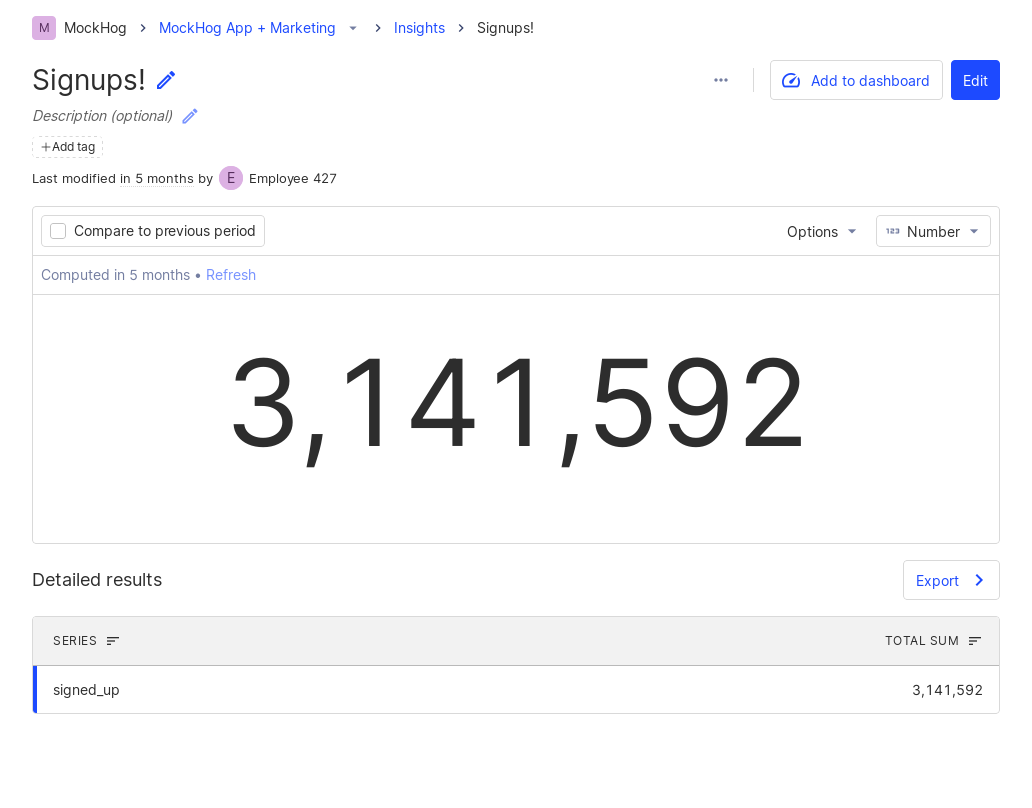 M MockHog MockHog App + Marketing Insights Signups!
Signups!
Add to dashboard Edit
Description (optional)
Add tag
Last modified in 5 months by E Employee 427
Compare to previous period Options 123 Number
Computed in 5 months • Refresh
3,141,592
Detailed results Export
SERIES TOTAL SUM
signed_up 3,141,592